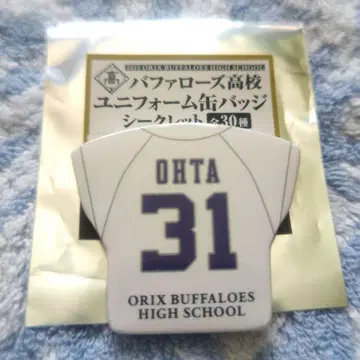 2023 ORIX BUFFALOES HIGH SCHOOL
バファローズ高校
ユニフォーム缶バッジ
シークレット 全30種
OHTA
31
ORIX BUFFALOES
HIGH SCHOOL